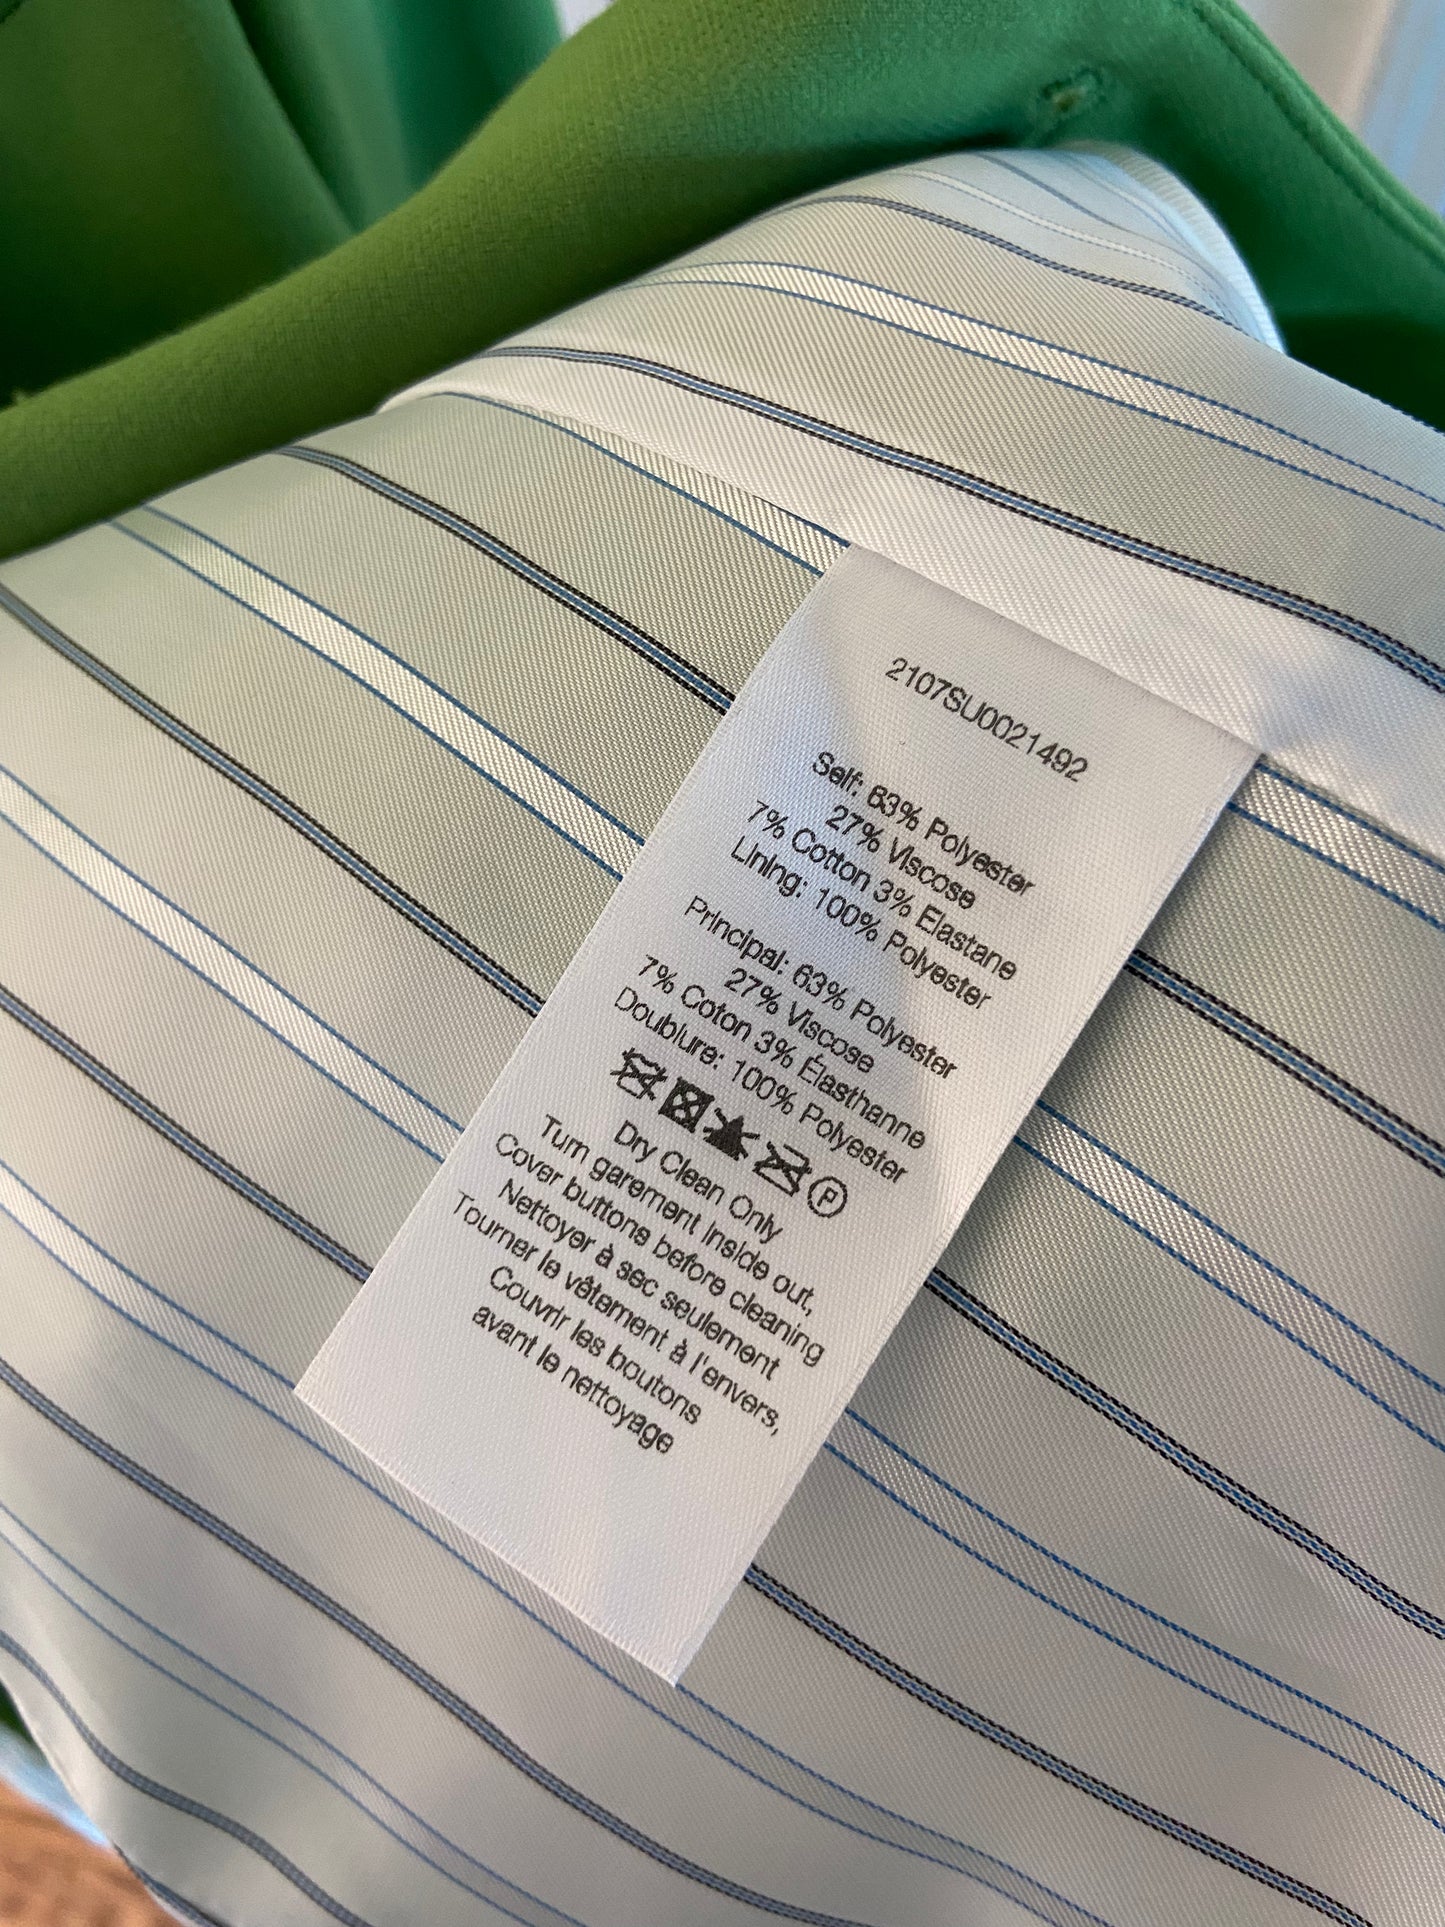 2107SU0021492
Self: 63% Polyester
27% Viscose
7% Cotton 3% Elastane
Lining: 100% Polyester
Principal: 63% Polyester
27% Viscose
7% Coton 3% Élasthanne
Doublure: 100% Polyester
P
Dry Clean Only
Turn garement inside out,
Cover buttons before cleaning
Nettoyer à sec seulement
Tourner le vêtement à l'envers,
Couvrir les boutons
avant le nettoyage